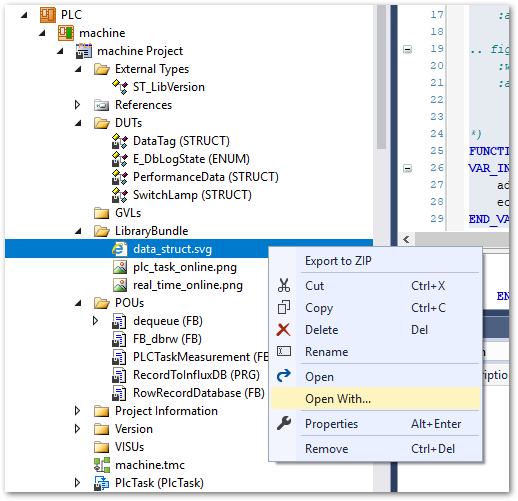 PLC
machine
machine Project
External Types
ST_LibVersion
References
DUTs
DataTag (STRUCT)
E_DbLogState (ENUM)
PerformanceData (STRUCT)
SwitchLamp (STRUCT)
GVLs
LibraryBundle
data_struct.svg
plc_task_online.png
real_time_online.png
POUs
dequeue (FB)
FB_dbrw (FB)
PLCTaskMeasurement (FB
RecordToInfluxDB (PRG)
RowRecordDatabase (FB)
Project Information
Version
VISUs
machine.tmc
PlcTask (PlcTask)
17 :a
18
19 .. fig
20 :w
21 :a
22
23
24 *)
25 FUNCTI
26 VAR_IN
27 ad
28 ec
29 END_VA
EN
Export to ZIP
Cut Ctrl+X
Copy Ctrl+C
Delete Del
Rename
Open
Open With...
Properties Alt+Enter
Remove Ctrl+Del
ription